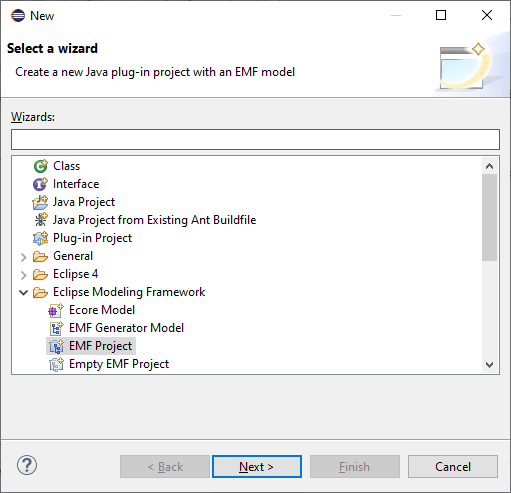 New
Select a wizard
Create a new Java plug-in project with an EMF model
Wizards:
Class
Interface
Java Project
Java Project from Existing Ant Buildfile
Plug-in Project
General
Eclipse 4
Eclipse Modeling Framework
Ecore Model
EMF Generator Model
EMF Project
Empty EMF Project
? < Back Next > Finish Cancel